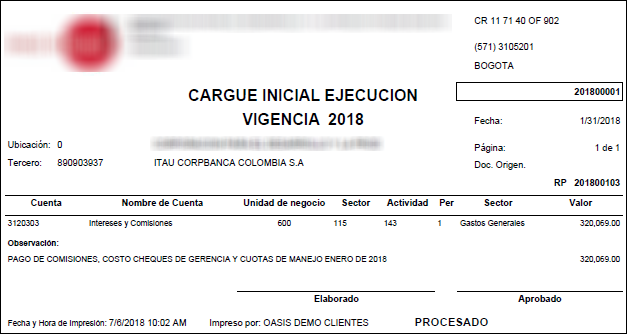 CR 11 71 40 OF 902
(571) 3105201
BOGOTA
CARGUE INICIAL EJECUCION
VIGENCIA 2018
201800001
Fecha: 1/31/2018
Ubicación: 0
Página: 1 de 1
Tercero: 890903937 ITAU CORPBANCA COLOMBIA S.A
Doc. Origen.
RP 201800103
Cuenta Nombre de Cuenta Unidad de negocio Sector Actividad Per Sector Valor
3120303 Intereses y Comisiones 600 115 143 1 Gastos Generales 320,069.00
Observación:
PAGO DE COMISIONES, COSTO CHEQUES DE GERENCIA Y CUOTAS DE MANEJO ENERO DE 2018 320,069.00
Elaborado Aprobado
Fecha y Hora de Impresión: 7/6/2018 10:02 AM Impreso por: OASIS DEMO CLIENTES PROCESADO